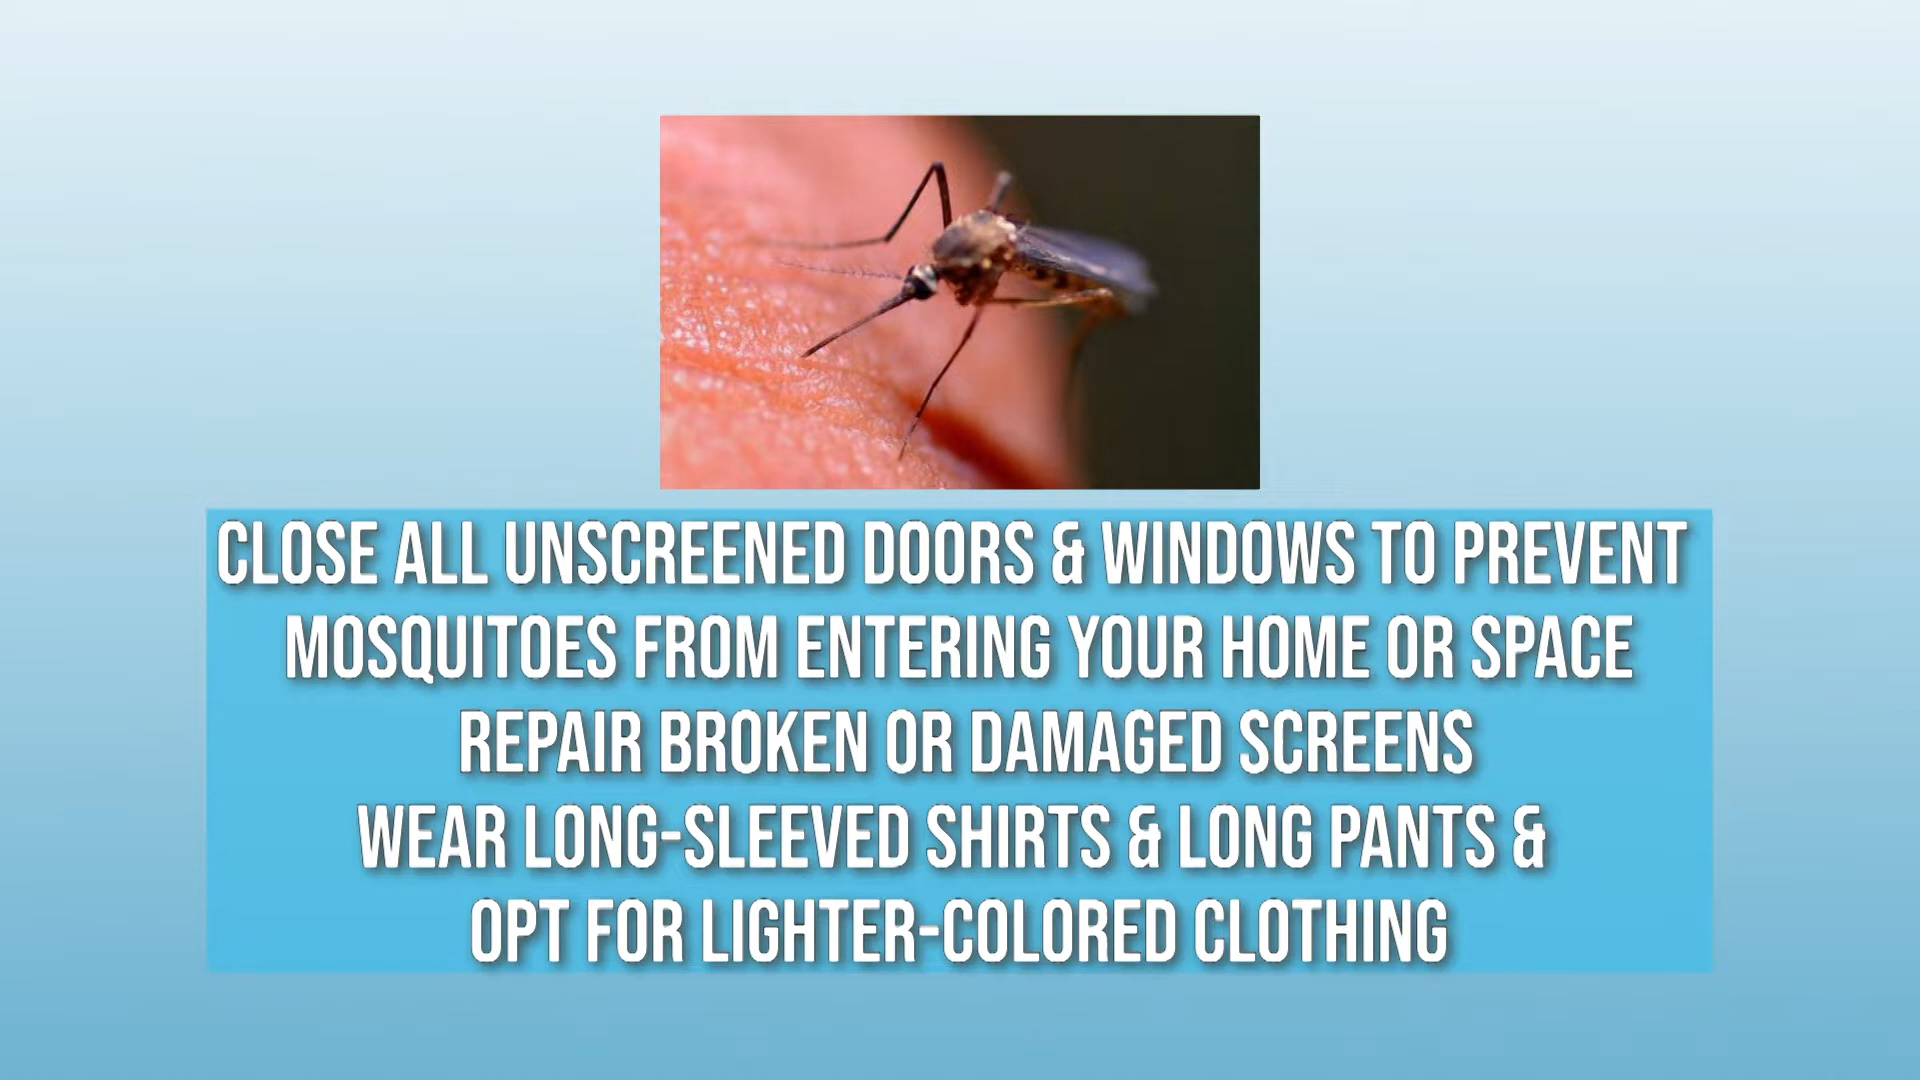 CLOSE ALL UNSCREENED DOORS & WINDOWS TO PREVENT
MOSQUITOES FROM ENTERING YOUR HOME OR SPACE
REPAIR BROKEN OR DAMAGED SCREENS
WEAR LONG-SLEEVED SHIRTS & LONG PANTS &
OPT FOR LIGHTER-COLORED CLOTHING